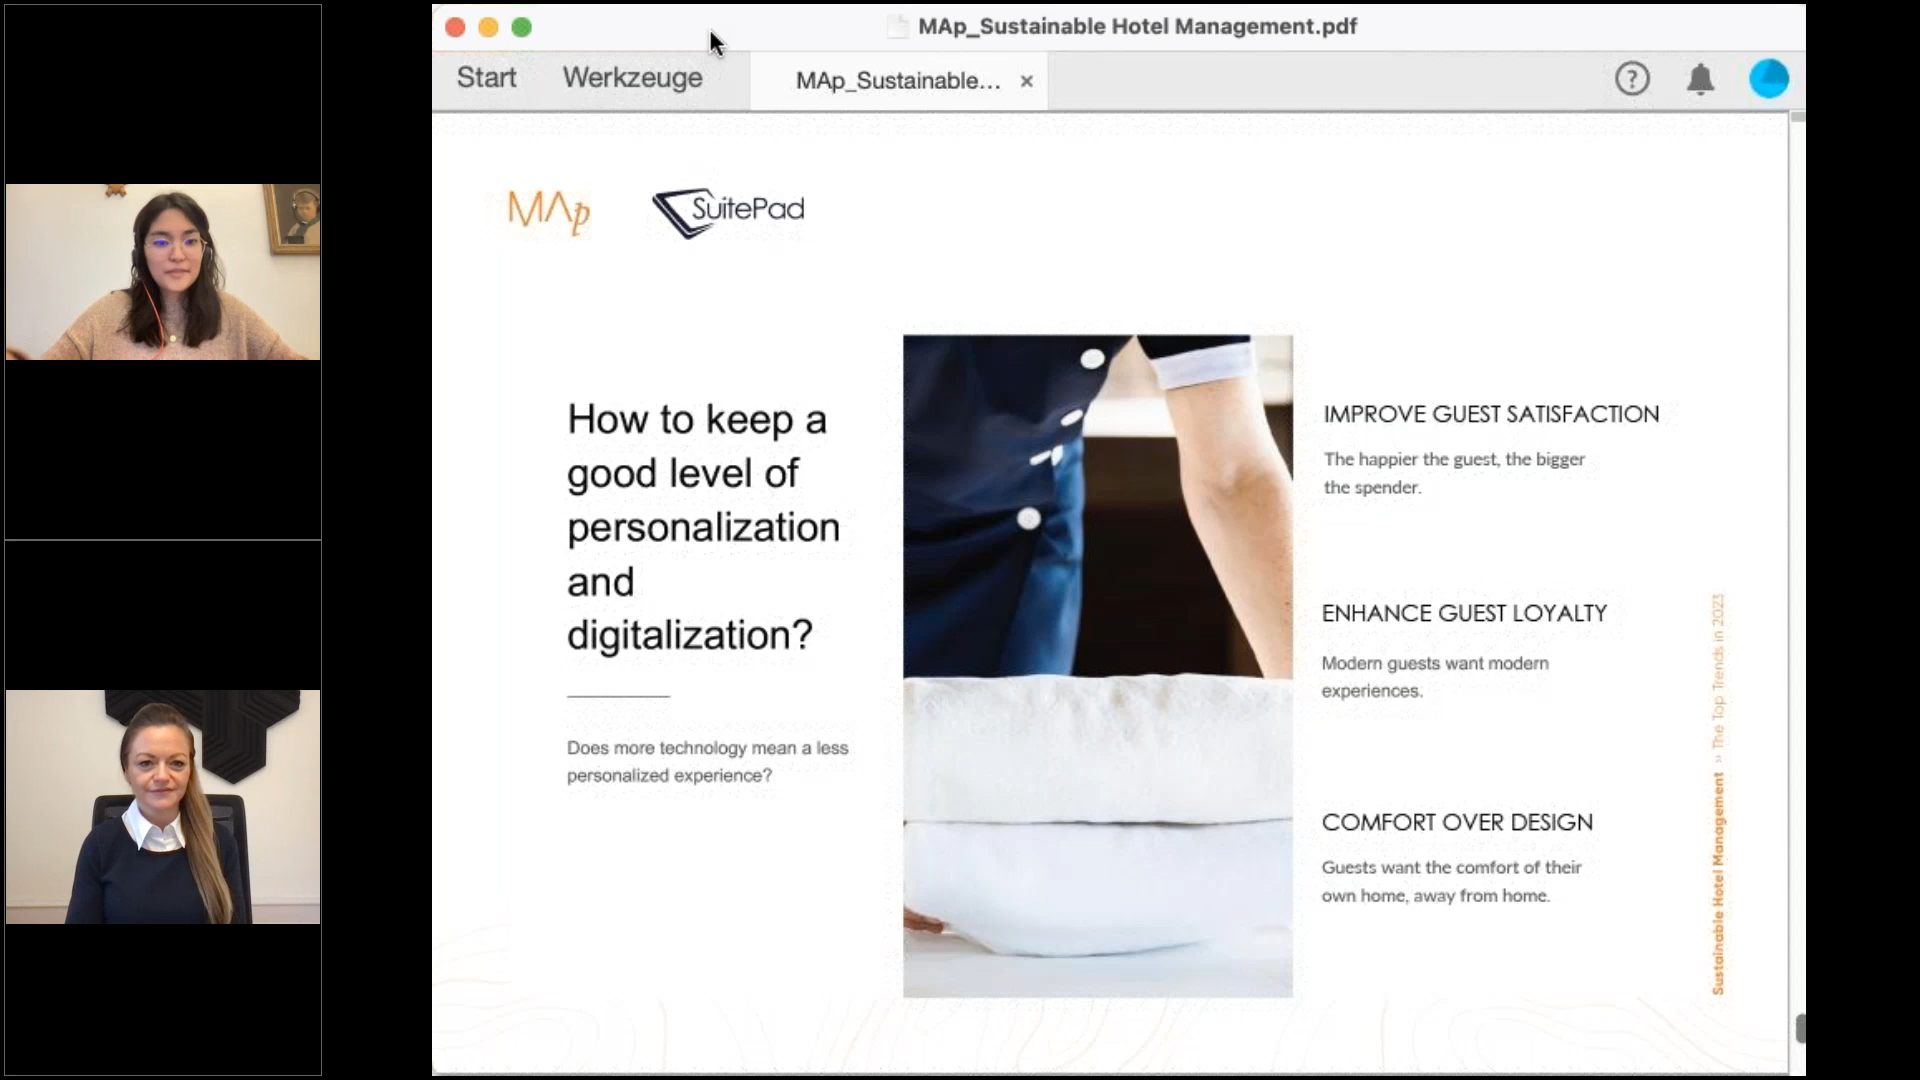 MAp_Sustainable Hotel Management.pdf
Start
Werkzeuge
MAp_Sustainable... ×
?
MAp
SuitePad
How to keep a
good level of
personalization
and
digitalization?
Does more technology mean a less
personalized experience?
IMPROVE GUEST SATISFACTION
The happier the guest, the bigger
the spender.
ENHANCE GUEST LOYALTY
Modern guests want modern
experiences.
COMFORT OVER DESIGN
Guests want the comfort of their
own home, away from home.
Sustainable Hotel Management » The Top Trends in 2023